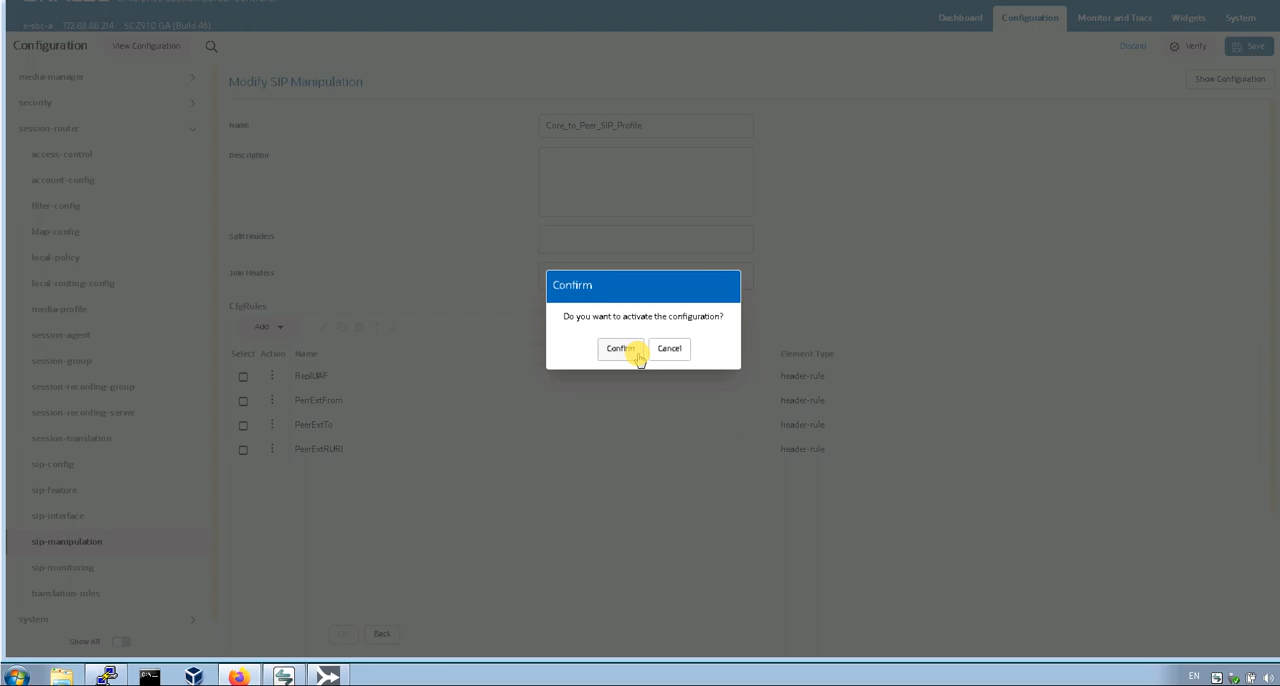 Enterprise Session Border Controller
e-sbc-a 172.88.88.214 SCZ910 GA (Build 46)
Dashboard Configuration Monitor and Trace Widgets System
Configuration View Configuration Discard Verify Save
media-manager
security
session-router
access-control
account-config
filter-config
ldap-config
local-policy
local-routing-config
media-profile
session-agent
session-group
session-recording-group
session-recording-server
session-translation
sip-config
sip-feature
sip-interface
sip-manipulation
sip-monitoring
translation-rules
system
Show All
Modify SIP Manipulation Show Configuration
Name Core_to_Peer_SIP_Profile
Description
Split Headers
Join Headers
CfgRules
Add
Select Action Name Element Type
ReplUAF header-rule
PerrExtFrom header-rule
PeerExtTo header-rule
PeerExtRURI header-rule
OK Back
Confirm
Do you want to activate the configuration?
Confirm Cancel
EN